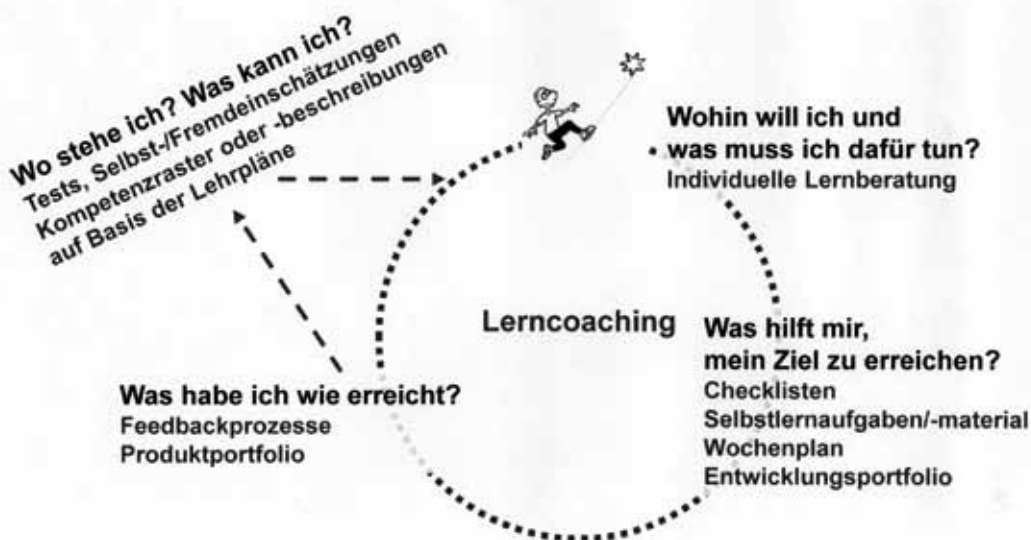 Wo stehe ich? Was kann ich?
Tests, Selbst-/Fremdeinschätzungen
Kompetenzraster oder -beschreibungen
auf Basis der Lehrpläne
Wohin will ich und
was muss ich dafür tun?
Individuelle Lernberatung
Lerncoaching
Was hilft mir,
mein Ziel zu erreichen?
Checklisten
Selbstlernaufgaben/-material
Wochenplan
Entwicklungsportfolio
Was habe ich wie erreicht?
Feedbackprozesse
Produktportfolio